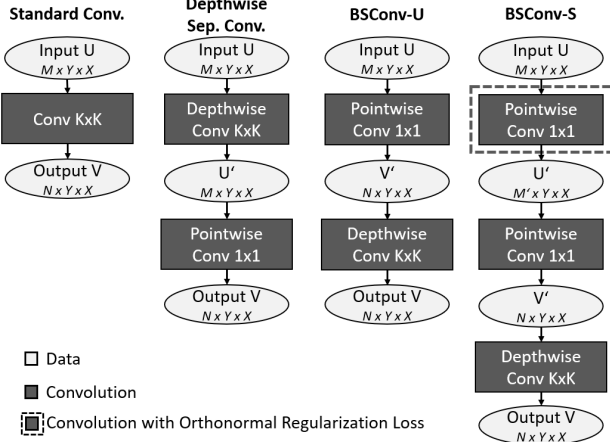 Standard Conv.
Input U
M x Y x X
Conv KxK
Output V
N x Y x X
Depthwise
Sep. Conv.
Input U
M x Y x X
Depthwise
Conv KxK
U‘
M x Y x X
Pointwise
Conv 1x1
Output V
N x Y x X
BSConv-U
Input U
M x Y x X
Pointwise
Conv 1x1
V‘
N x Y x X
Depthwise
Conv KxK
Output V
N x Y x X
BSConv-S
Input U
M x Y x X
Pointwise
Conv 1x1
U‘
M‘ x Y x X
Pointwise
Conv 1x1
V‘
N x Y x X
Depthwise
Conv KxK
Output V
N x Y x X
Data
Convolution
Convolution with Orthonormal Regularization Loss